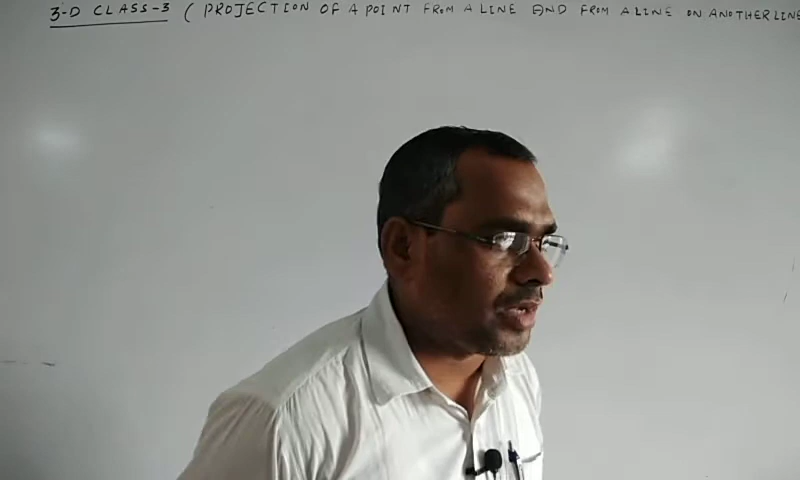 3-D CLASS-3 ( PROJECTION OF A POINT FROM A LINE AND FROM A LINE ON ANOTHER LINE